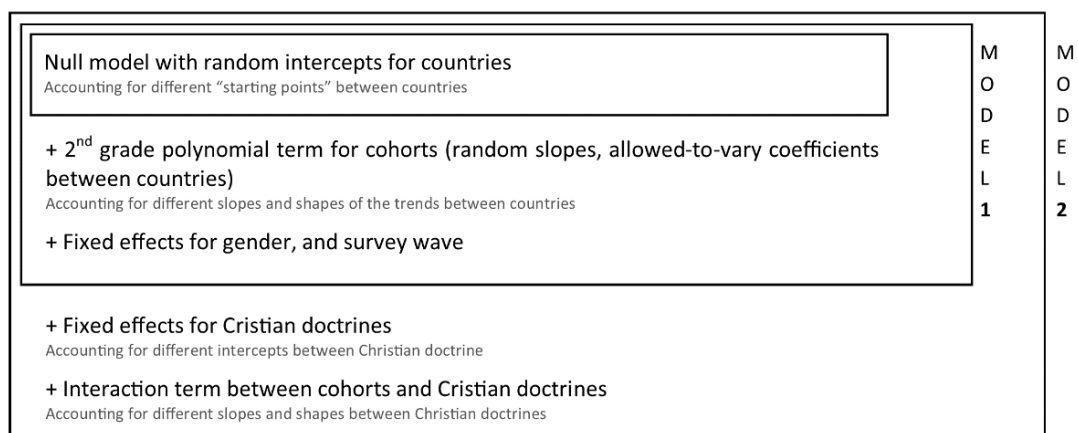 Null model with random intercepts for countries
Accounting for different “starting points” between countries
+ 2nd grade polynomial term for cohorts (random slopes, allowed-to-vary coefficients
between countries)
Accounting for different slopes and shapes of the trends between countries
+ Fixed effects for gender, and survey wave
+ Fixed effects for Cristian doctrines
Accounting for different intercepts between Christian doctrine
+ Interaction term between cohorts and Cristian doctrines
Accounting for different slopes and shapes between Christian doctrines
M
O
D
E
L
1
M
O
D
E
L
2